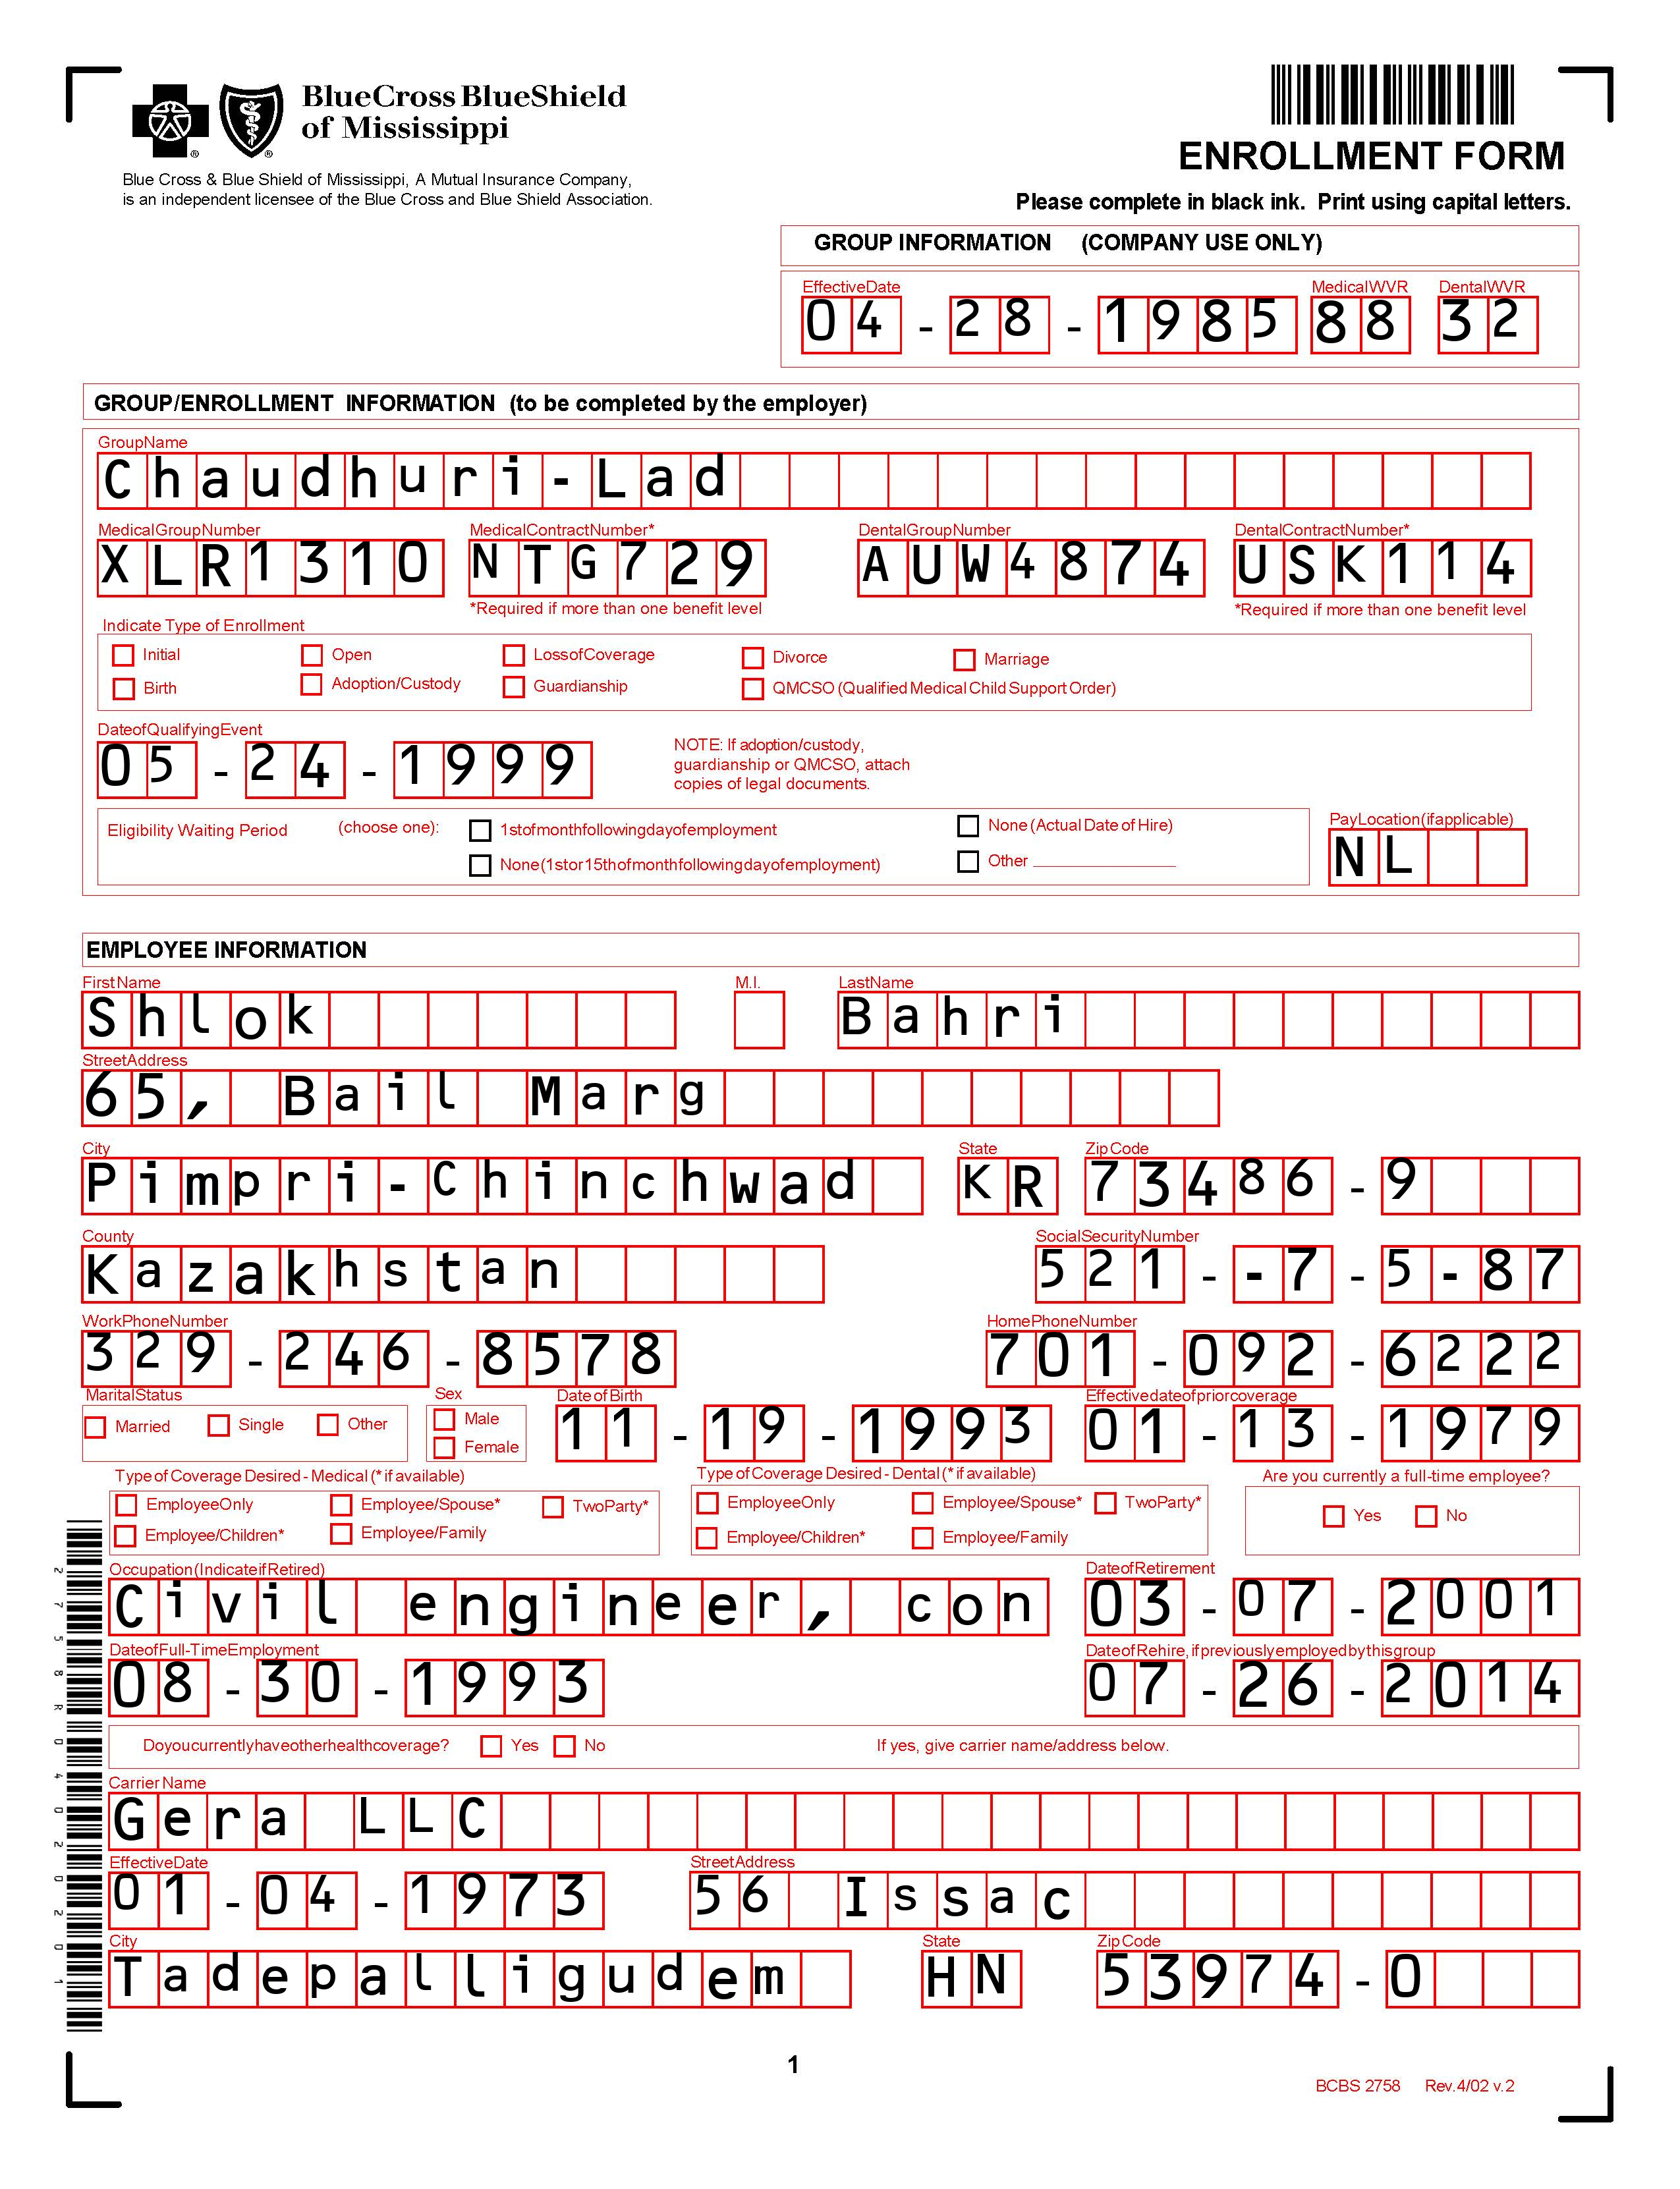 BlueCross BlueShield
of Mississippi
Blue Cross & Blue Shield of Mississippi, A Mutual Insurance Company,
is an independent licensee of the Blue Cross and Blue Shield Association.
ENROLLMENT FORM
Please complete in black ink. Print using capital letters.
GROUP INFORMATION (COMPANY USE ONLY)
EffectiveDate MedicalWVR DentalWVR
04 - 28 - 1985 88 32
GROUP/ENROLLMENT INFORMATION (to be completed by the employer)
GroupName
Chaudhuri-Lad
MedicalGroupNumber MedicalContractNumber* DentalGroupNumber DentalContractNumber*
XLR1310 NTG729 AUW4874 USK114
*Required if more than one benefit level *Required if more than one benefit level
Indicate Type of Enrollment
Initial Open LossofCoverage Divorce Marriage
Birth Adoption/Custody Guardianship QMCSO (Qualified Medical Child Support Order)
DateofQualifyingEvent
05 - 24 - 1999
NOTE: If adoption/custody,
guardianship or QMCSO, attach
copies of legal documents.
Eligibility Waiting Period (choose one): 1stofmonthfollowingdayofemployment None (Actual Date of Hire)
None(1stor15thofmonthfollowingdayofemployment) Other
PayLocation(ifapplicable)
NL
EMPLOYEE INFORMATION
FirstName M.I. LastName
Shlok Bahri
StreetAddress
65, Bail Marg
City State Zip Code
Pimpri-Chinchwad KR 73486 - 9
County SocialSecurityNumber
Kazakhstan 521 - -7 - 5-87
WorkPhoneNumber HomePhoneNumber
329 - 246 - 8578 701 - 092 - 6222
MaritalStatus Sex Date of Birth Effectivedateofpriorcoverage
Married Single Other Male Female 11 - 19 - 1993 01 - 13 - 1979
Type of Coverage Desired - Medical (* if available) Type of Coverage Desired - Dental (* if available) Are you currently a full-time employee?
EmployeeOnly Employee/Spouse* TwoParty* EmployeeOnly Employee/Spouse* TwoParty* Yes No
Employee/Children* Employee/Family Employee/Children* Employee/Family
Occupation (IndicateifRetired) DateofRetirement
Civil engineer, con 03 - 07 - 2001
DateofFull-TimeEmployment DateofRehire, ifpreviouslyemployedbythisgroup
08 - 30 - 1993 07 - 26 - 2014
Doyoucurrentlyhaveotherhealthcoverage? Yes No If yes, give carrier name/address below.
Carrier Name
Gera LLC
EffectiveDate StreetAddress
01 - 04 - 1973 56 Issac
City State Zip Code
Tadepalligudem HN 53974 - 0
2758R04020201
1
BCBS 2758 Rev.4/02 v.2